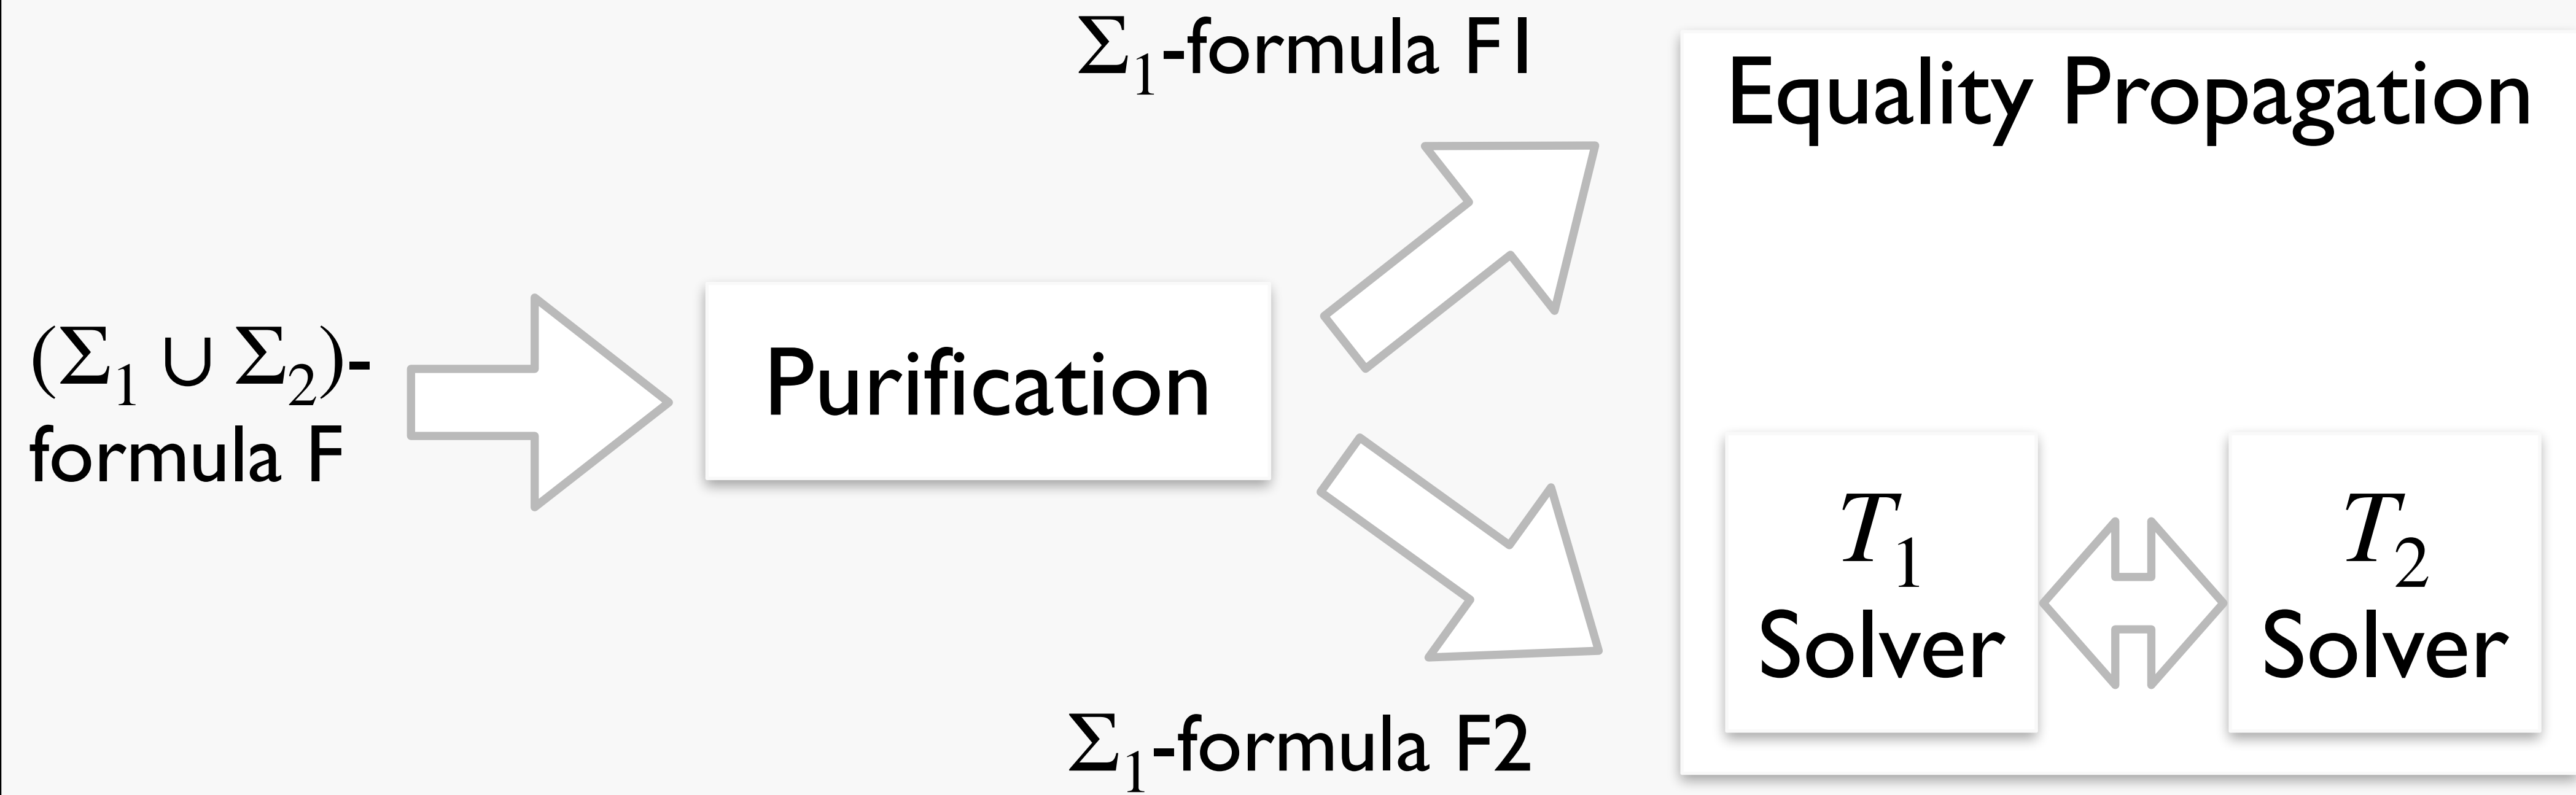 (Σ₁ ∪ Σ₂)-
formula F
Purification
Σ₁-formula F1
Σ₁-formula F2
Equality Propagation
T₁
Solver
T₂
Solver